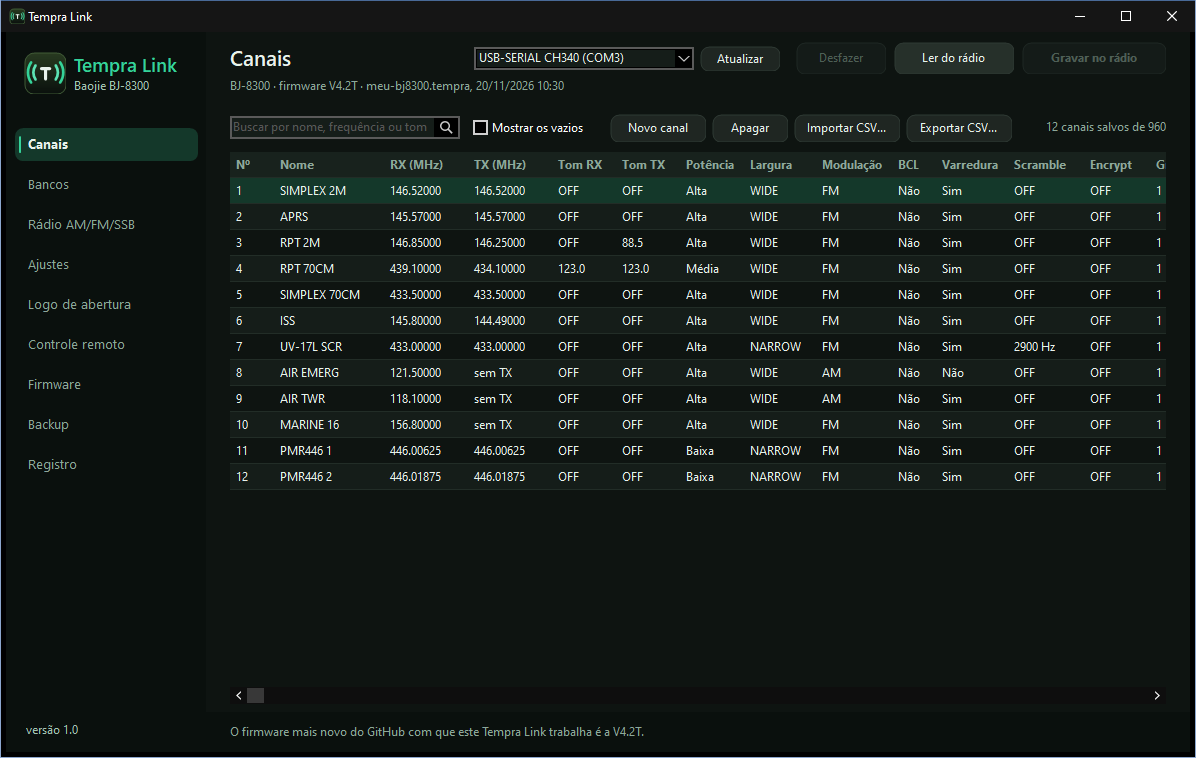 Tempra Link
Tempra Link
Baojie BJ-8300
Canais
Bancos
Rádio AM/FM/SSB
Ajustes
Logo de abertura
Controle remoto
Firmware
Backup
Registro
versão 1.0
Canais
USB-SERIAL CH340 (COM3) Atualizar Desfazer Ler do rádio Gravar no rádio
BJ-8300 · firmware V4.2T · meu-bj8300.tempra, 20/11/2026 10:30
Buscar por nome, frequência ou tom Mostrar os vazios Novo canal Apagar Importar CSV... Exportar CSV... 12 canais salvos de 960
Nº Nome RX (MHz) TX (MHz) Tom RX Tom TX Potência Largura Modulação BCL Varredura Scramble Encrypt G
1 SIMPLEX 2M 146.52000 146.52000 OFF OFF Alta WIDE FM Não Sim OFF OFF 1
2 APRS 145.57000 145.57000 OFF OFF Alta WIDE FM Não Sim OFF OFF 1
3 RPT 2M 146.85000 146.25000 OFF 88.5 Alta WIDE FM Não Sim OFF OFF 1
4 RPT 70CM 439.10000 434.10000 123.0 123.0 Média WIDE FM Não Sim OFF OFF 1
5 SIMPLEX 70CM 433.50000 433.50000 OFF OFF Alta WIDE FM Não Sim OFF OFF 1
6 ISS 145.80000 144.49000 OFF OFF Alta WIDE FM Não Sim OFF OFF 1
7 UV-17L SCR 433.00000 433.00000 OFF OFF Alta NARROW FM Não Sim 2900 Hz OFF 1
8 AIR EMERG 121.50000 sem TX OFF OFF Alta WIDE AM Não Não OFF OFF 1
9 AIR TWR 118.10000 sem TX OFF OFF Alta WIDE AM Não Sim OFF OFF 1
10 MARINE 16 156.80000 sem TX OFF OFF Alta WIDE FM Não Sim OFF OFF 1
11 PMR446 1 446.00625 446.00625 OFF OFF Baixa NARROW FM Não Sim OFF OFF 1
12 PMR446 2 446.01875 446.01875 OFF OFF Baixa NARROW FM Não Sim OFF OFF 1
O firmware mais novo do GitHub com que este Tempra Link trabalha é a V4.2T.